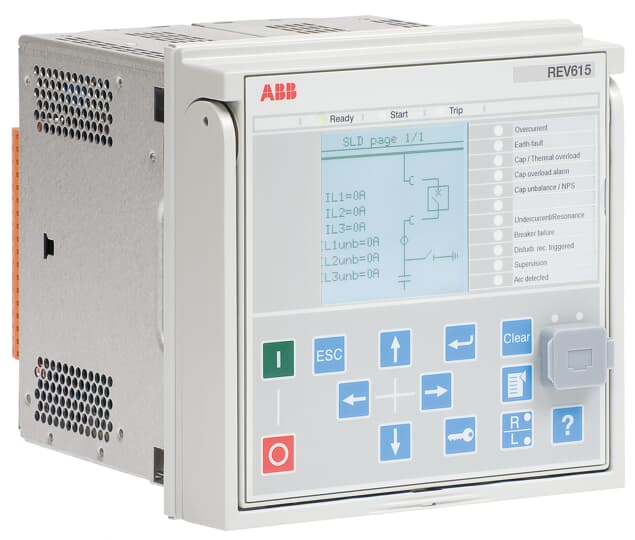 ABB
REV615
Ready
Start
Trip
SLD page 1/1
IL1=0A
IL2=0A
IL3=0A
IL1unb=0A
IL2unb=0A
IL3unb=0A
Overcurrent
Earth-fault
Cap / Thermal overload
Cap overload alarm
Cap unbalance / NPS
Undercurrent/Resonance
Breaker failure
Disturb. rec. triggered
Supervision
Arc detected
I
ESC
Clear
O
R
L
?